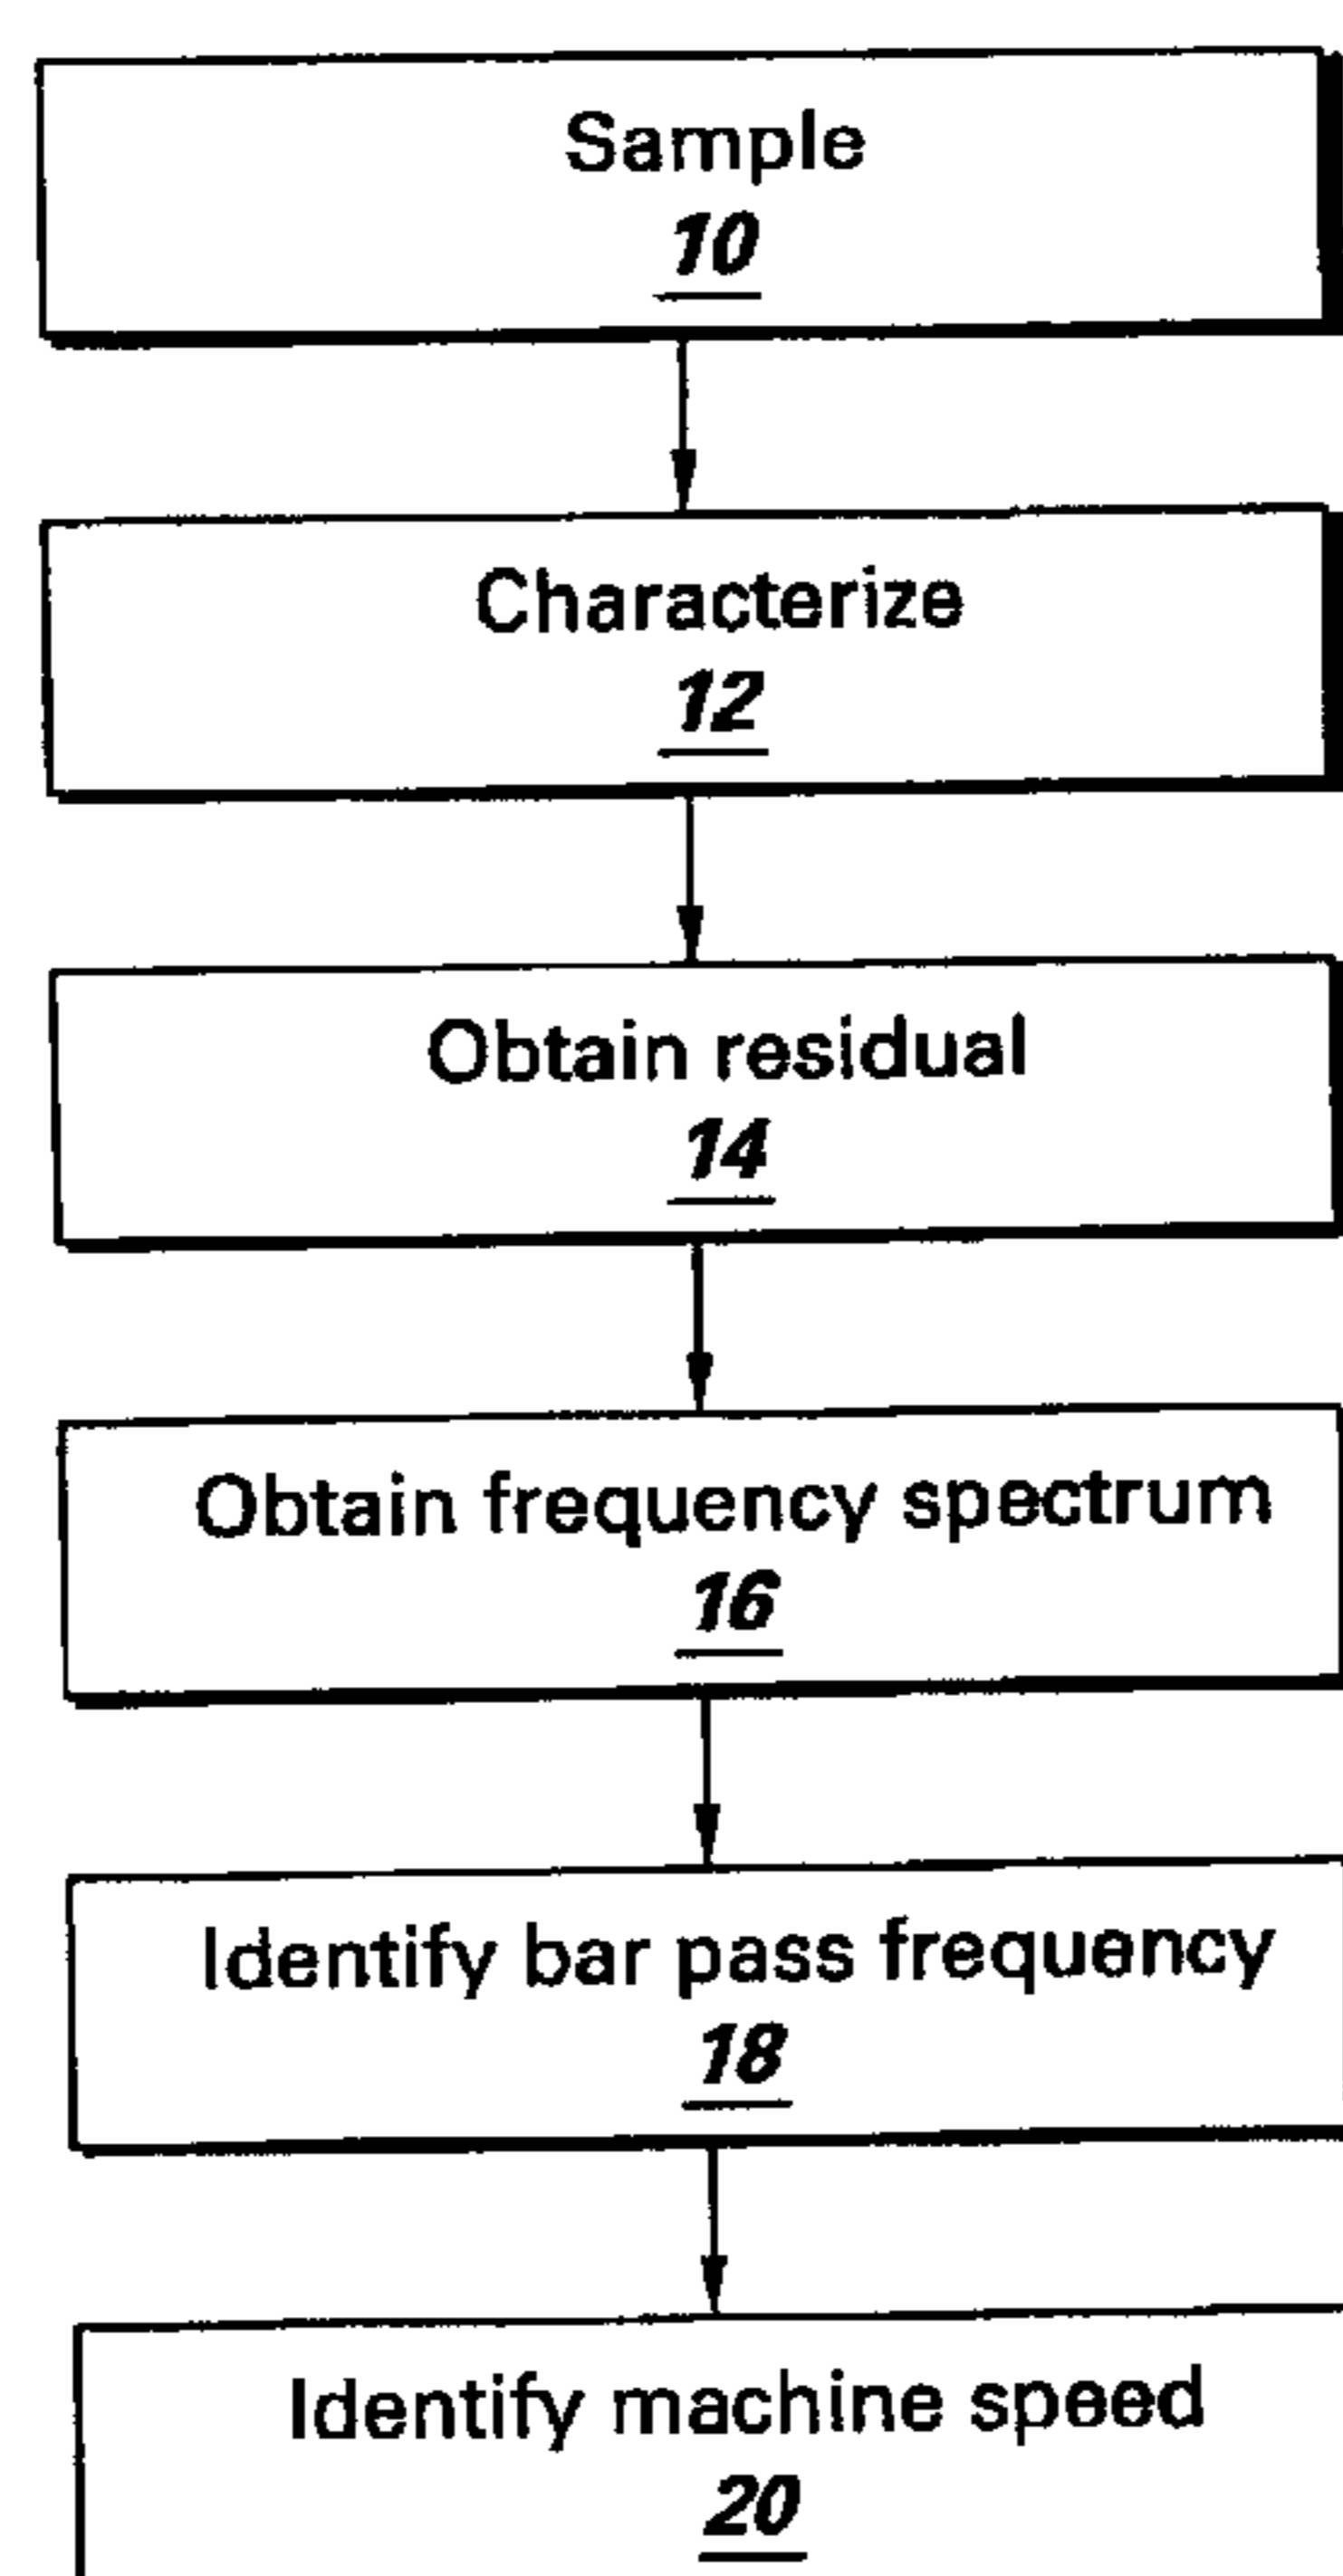 Sample
10
Characterize
12
Obtain residual
14
Obtain frequency spectrum
16
Identify bar pass frequency
18
Identify machine speed
20